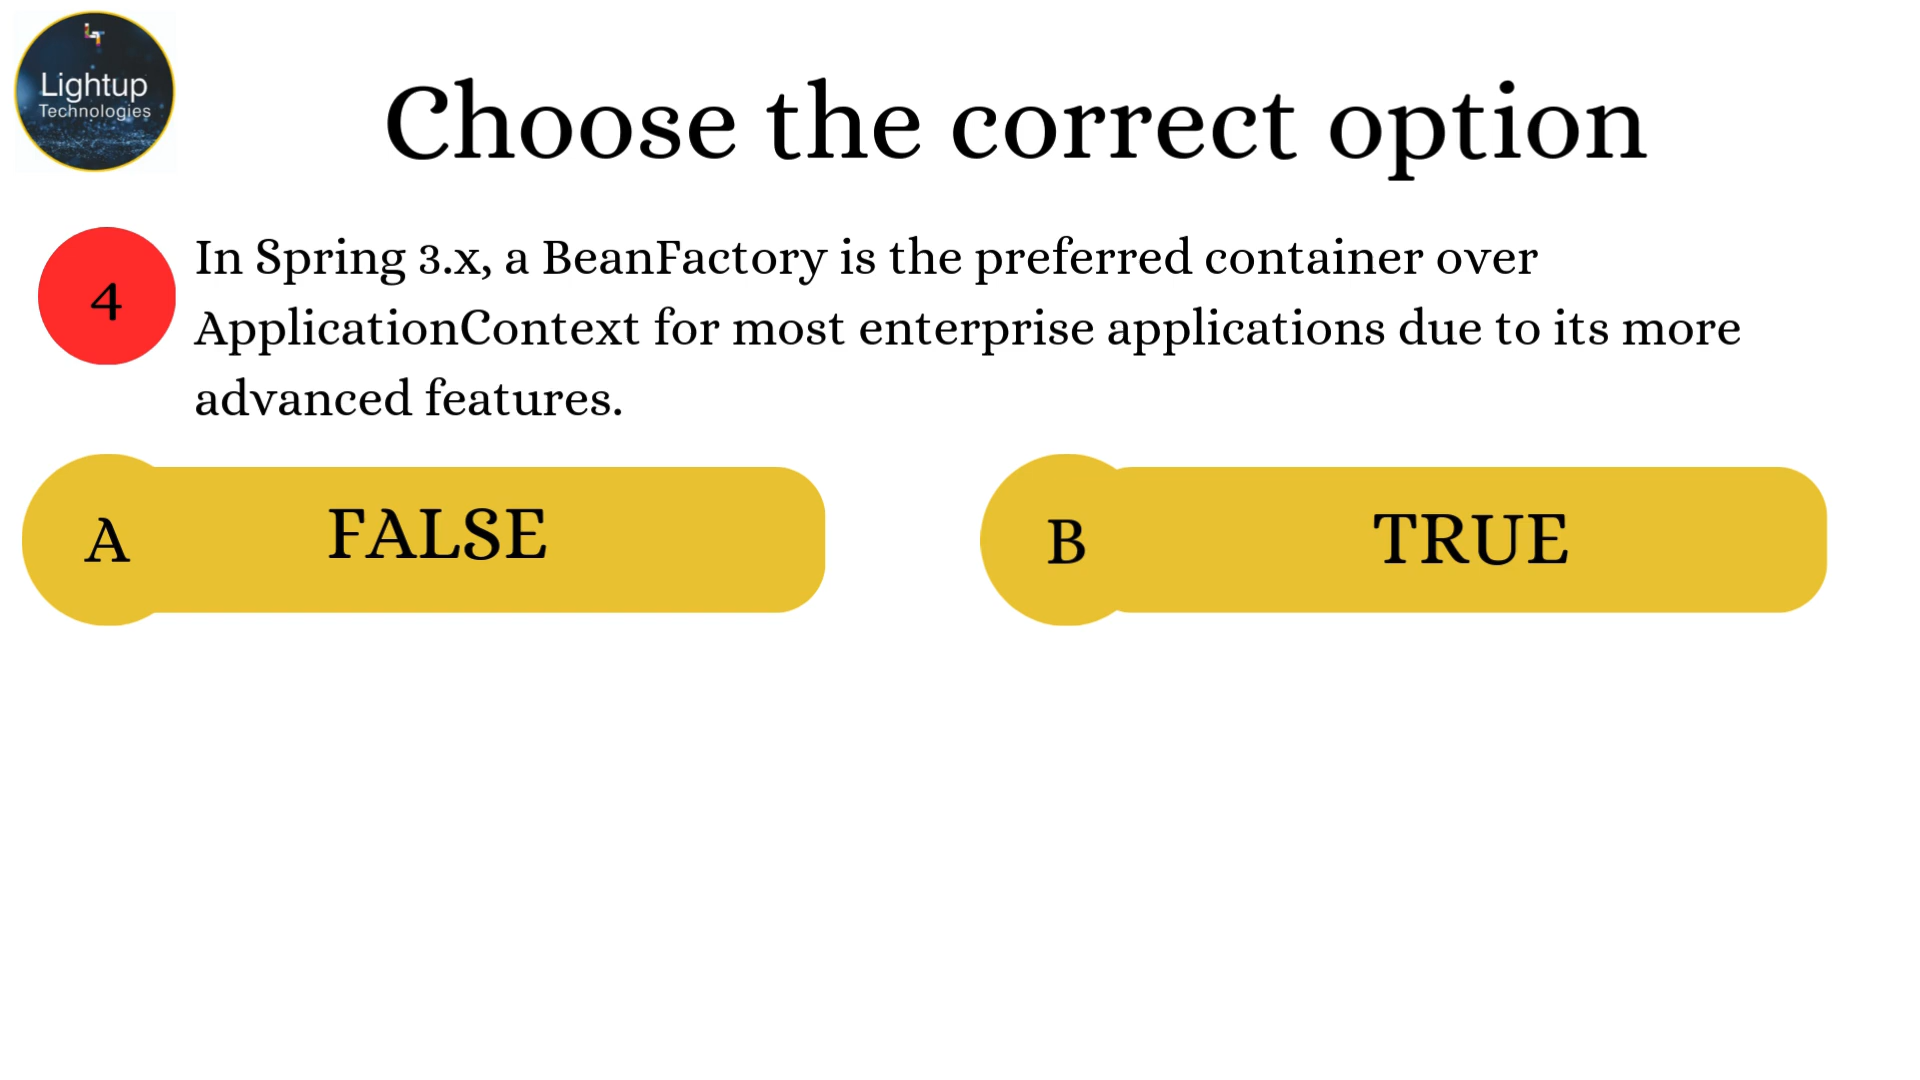 Lightup
Technologies
Choose the correct option
4
In Spring 3.x, a BeanFactory is the preferred container over
ApplicationContext for most enterprise applications due to its more
advanced features.
A
FALSE
B
TRUE